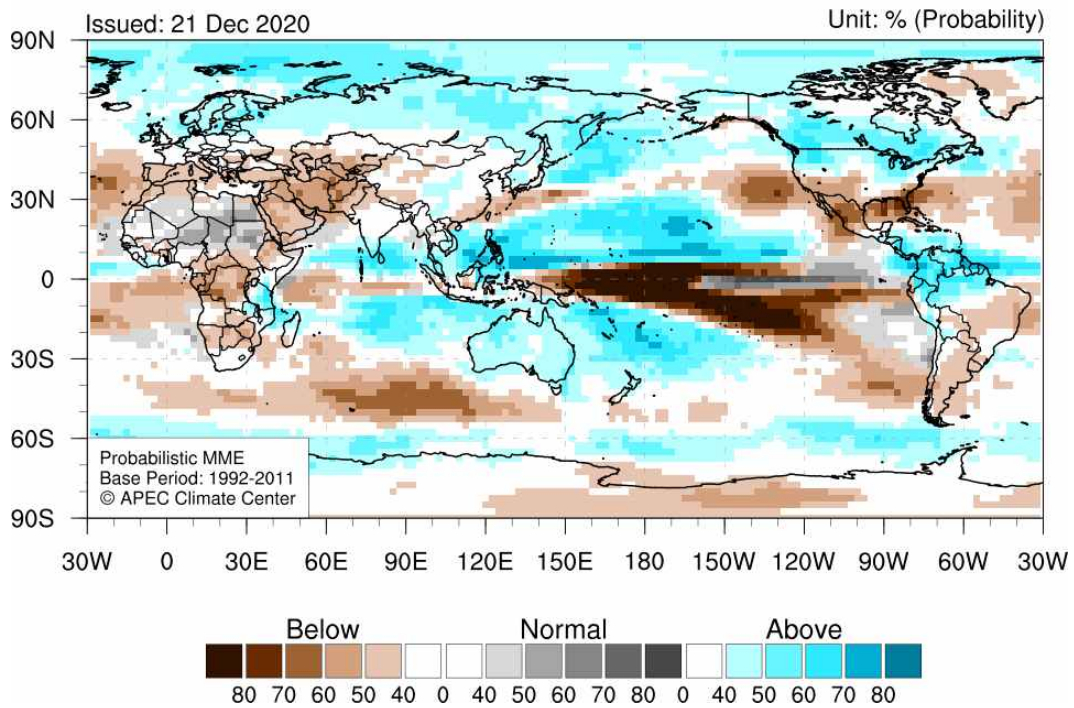 Issued: 21 Dec 2020 Unit: % (Probability)
90N
60N
30N
0
30S
60S
90S
Probabilistic MME
Base Period: 1992-2011
© APEC Climate Center
30W 0 30E 60E 90E 120E 150E 180 150W 120W 90W 60W 30W
Below Normal Above
80 70 60 50 40 0 40 50 60 70 80 0 40 50 60 70 80